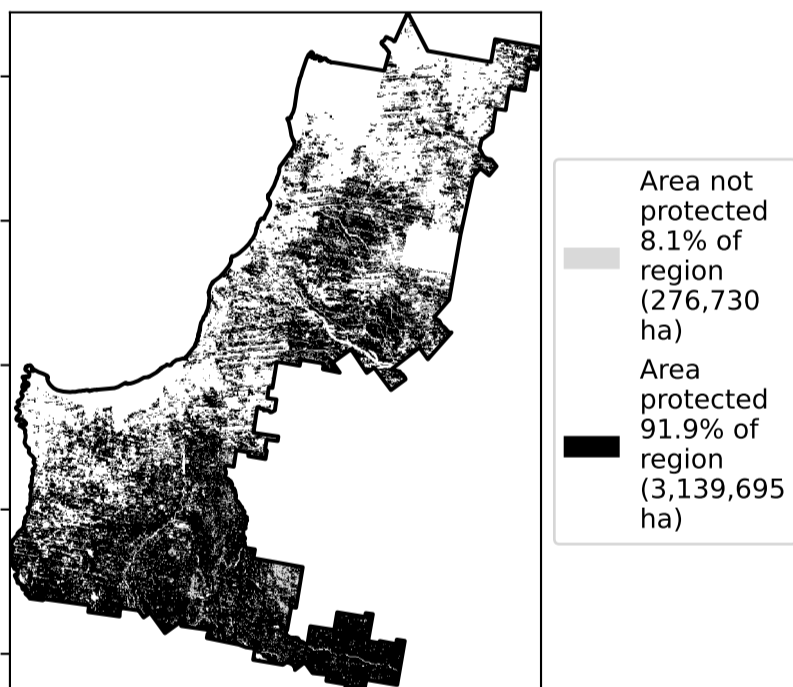 Area not
protected
8.1% of
region
(276,730
ha)
Area
protected
91.9% of
region
(3,139,695
ha)